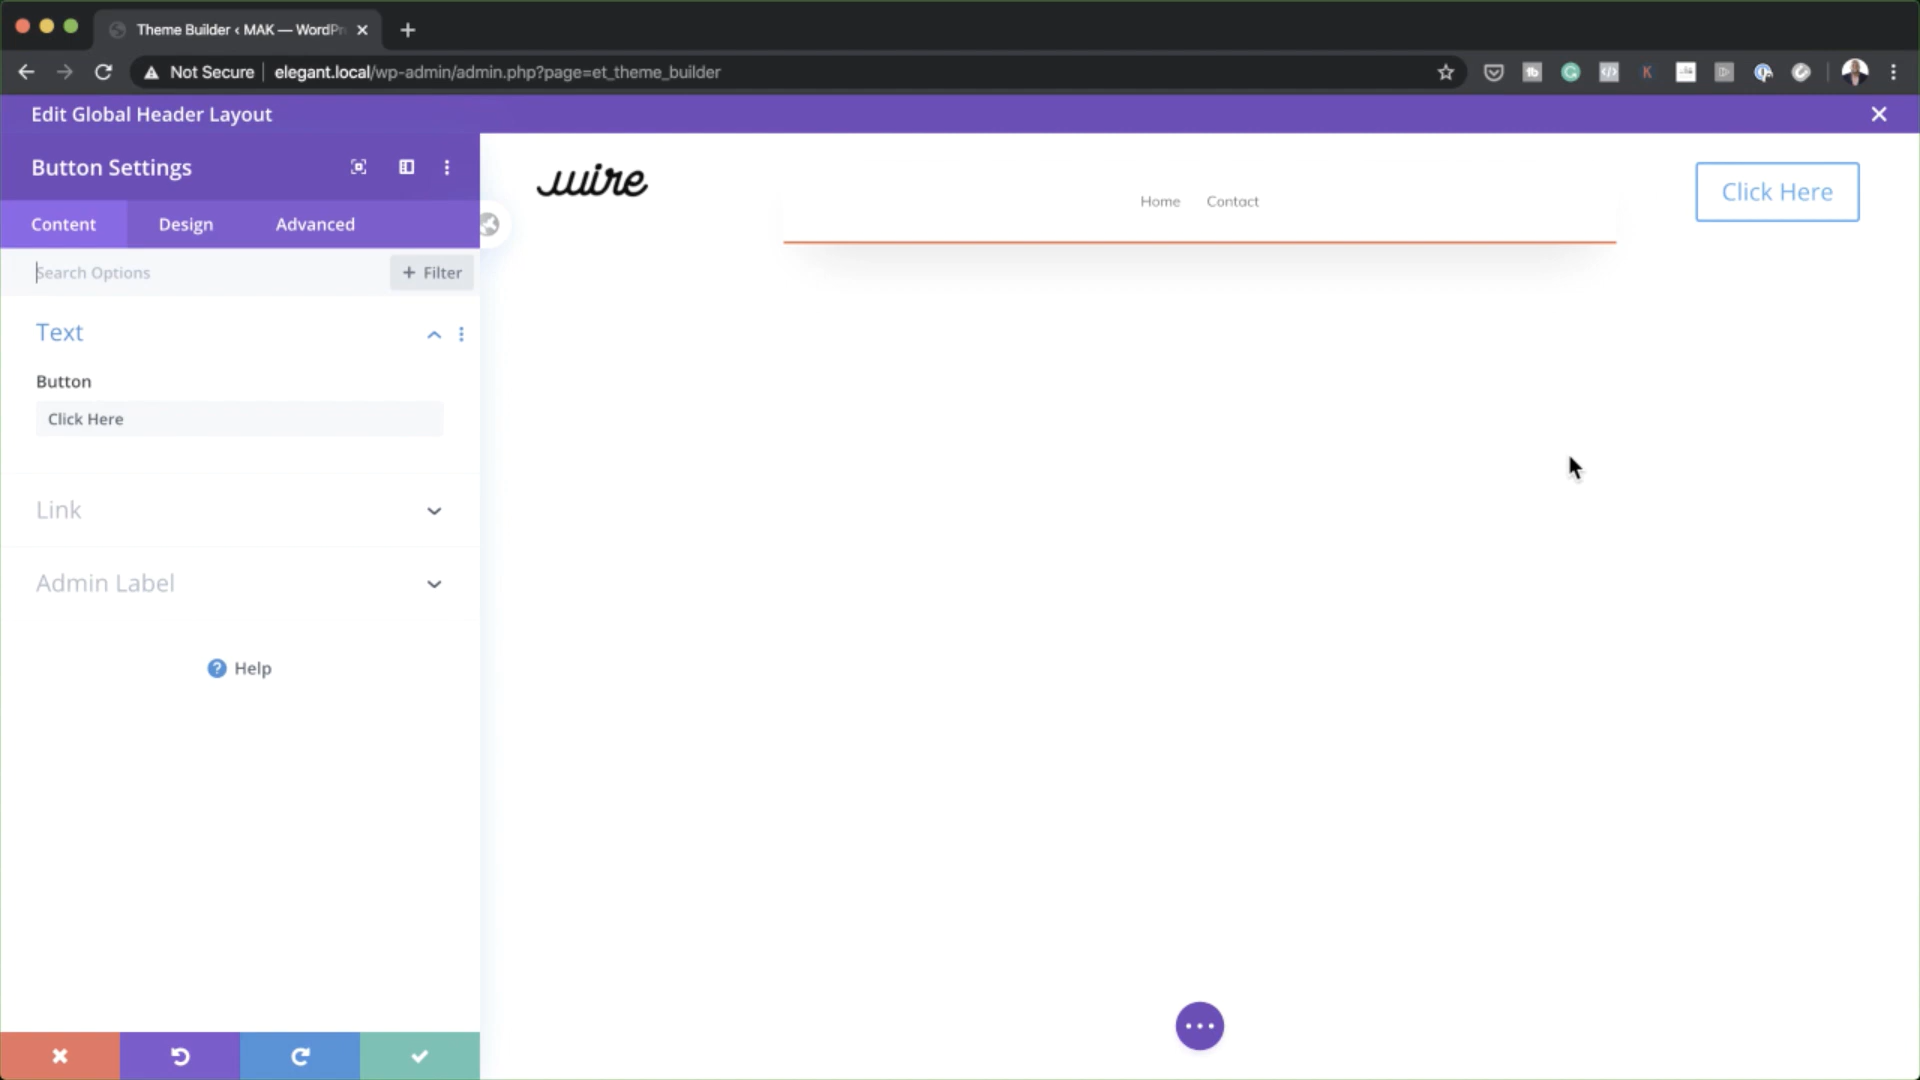 Theme Builder ‹ MAK — WordPr
Not Secure
elegant.local/wp-admin/admin.php?page=et_theme_builder
Edit Global Header Layout
Button Settings
Content
Design
Advanced
Search Options
+ Filter
Text
Button
Click Here
Link
Admin Label
Help
wire
Home
Contact
Click Here